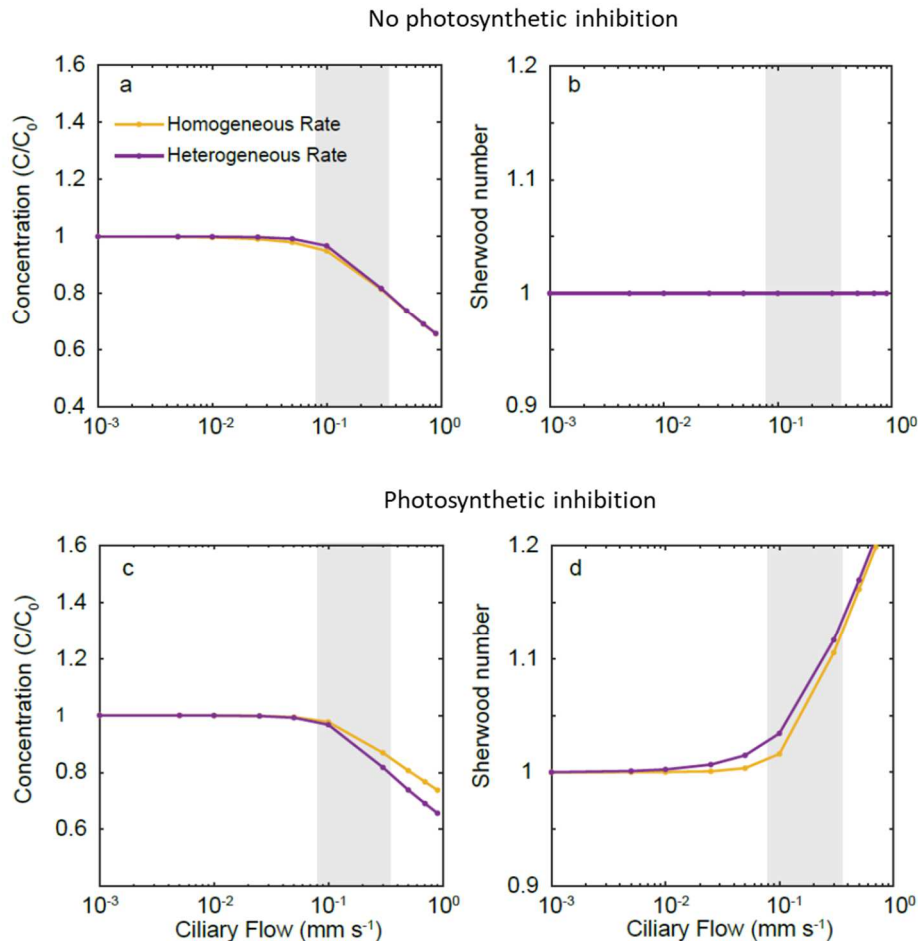 No photosynthetic inhibition
a
Homogeneous Rate
Heterogeneous Rate
Concentration (C/C0)
1.6
1.4
1.2
1
0.8
0.6
0.4
10-3 10-2 10-1 100
b
Sherwood number
1.2
1.1
1
0.9
10-3 10-2 10-1 100
Photosynthetic inhibition
c
Concentration (C/C0)
1.6
1.4
1.2
1
0.8
0.6
10-3 10-2 10-1 100
Ciliary Flow (mm s-1)
d
Sherwood number
1.2
1.1
1
0.9
10-3 10-2 10-1 100
Ciliary Flow (mm s-1)